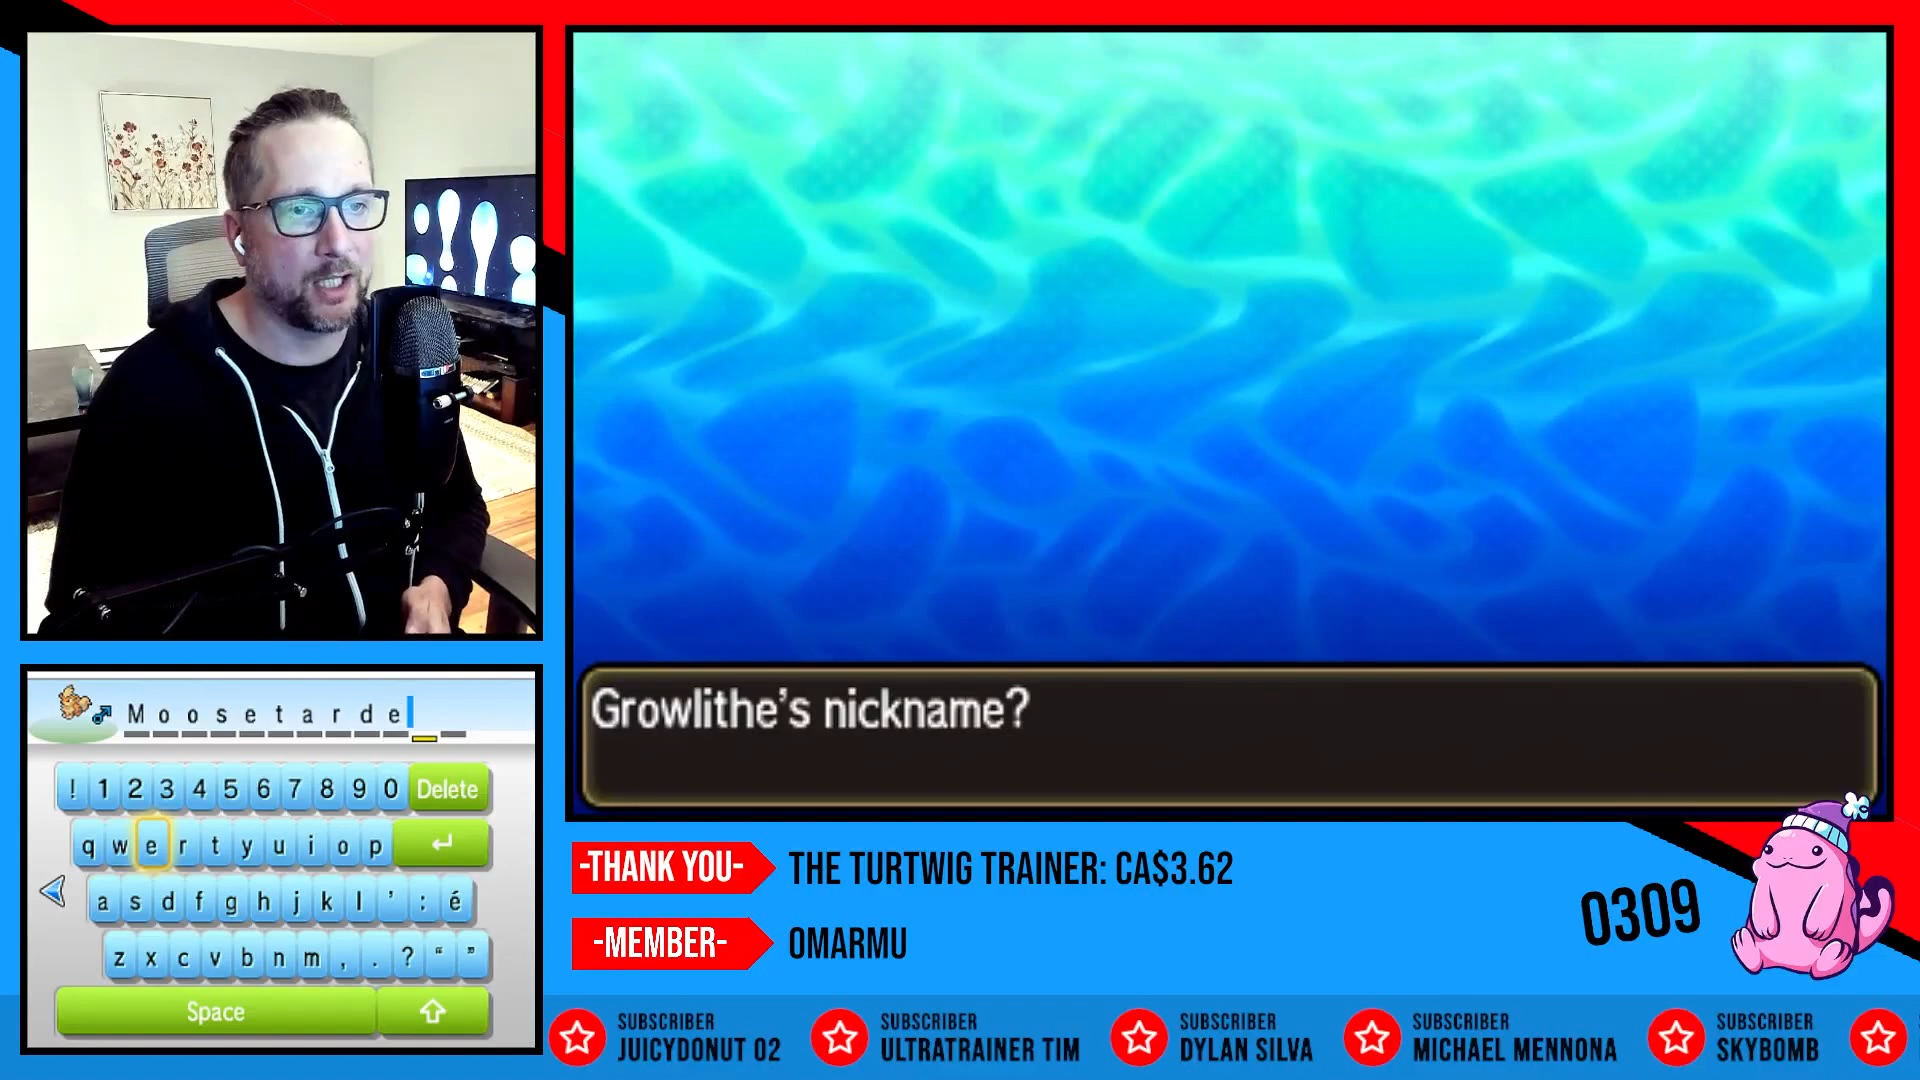 Growlithe's nickname?
Moosetarde
! 1 2 3 4 5 6 7 8 9 0 Delete
q w e r t y u i o p
a s d f g h j k l ' : é
z x c v b n m , . ? “ ”
Space
-THANK YOU- THE TURTWIG TRAINER: CA$3.62
-MEMBER- OMARMU
0309
SUBSCRIBER
JUICYDONUT 02
SUBSCRIBER
ULTRATRAINER TIM
SUBSCRIBER
DYLAN SILVA
SUBSCRIBER
MICHAEL MENNONA
SUBSCRIBER
SKYBOMB